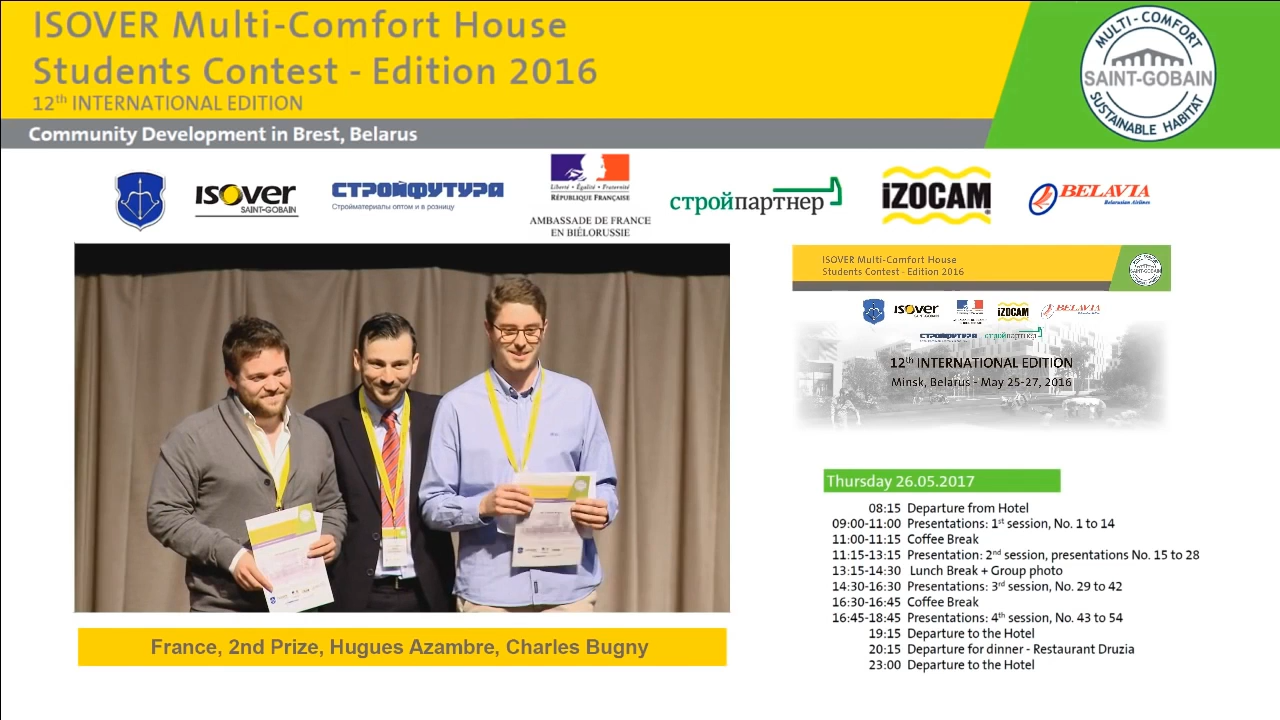 ISOVER Multi-Comfort House
Students Contest - Edition 2016
12th INTERNATIONAL EDITION
Community Development in Brest, Belarus
MULTI - COMFORT
SAINT-GOBAIN
SUSTAINABLE HABITAT
isover
SAINT-GOBAIN
СТРОЙФУТУРА
Стройматериалы оптом и в розницу
Liberté • Égalité • Fraternité
RÉPUBLIQUE FRANÇAISE
AMBASSADE DE FRANCE
EN BIÉLORUSSIE
стройпартнер
iZOCAM
BELAVIA
Belarusian Airlines
ISOVER Multi-Comfort House
Students Contest - Edition 2016
SAINT-GOBAIN
isover
iZOCAM
BELAVIA
СТРОЙФУТУРА
стройпартнер
12th INTERNATIONAL EDITION
Minsk, Belarus - May 25-27, 2016
France, 2nd Prize, Hugues Azambre, Charles Bugny
Thursday 26.05.2017
08:15 Departure from Hotel
09:00-11:00 Presentations: 1st session, No. 1 to 14
11:00-11:15 Coffee Break
11:15-13:15 Presentation: 2nd session, presentations No. 15 to 28
13:15-14:30 Lunch Break + Group photo
14:30-16:30 Presentations: 3rd session, No. 29 to 42
16:30-16:45 Coffee Break
16:45-18:45 Presentations: 4th session, No. 43 to 54
19:15 Departure to the Hotel
20:15 Departure for dinner - Restaurant Druzia
23:00 Departure to the Hotel